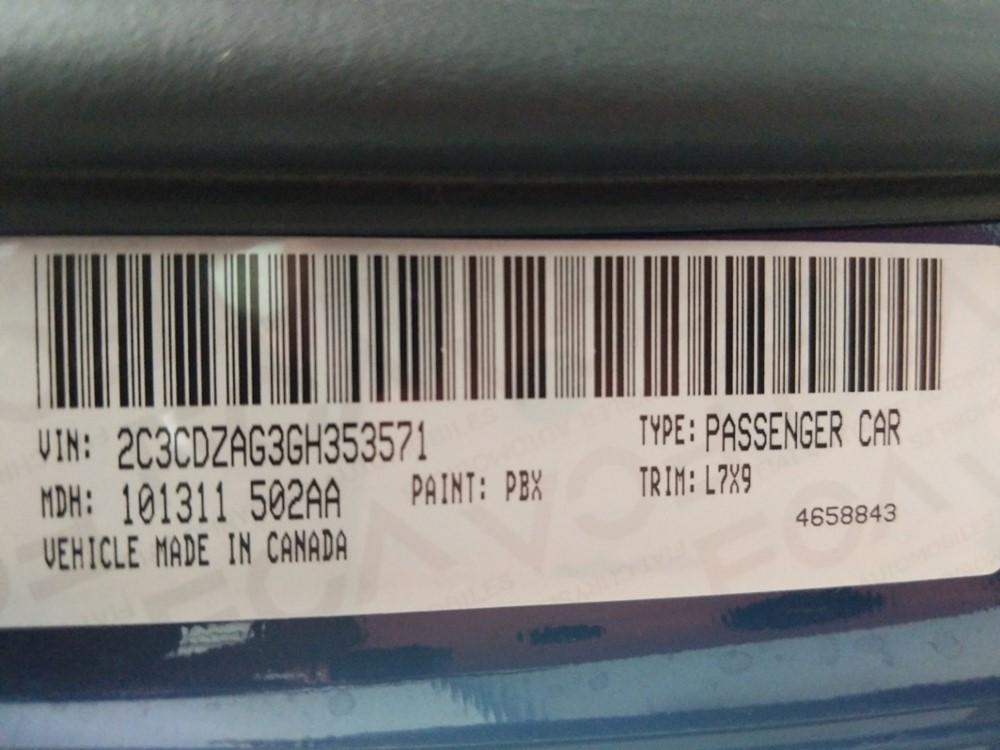 VIN: 2C3CDZAG3GH353571 TYPE: PASSENGER CAR
MDH: 101311 502AA PAINT: PBX TRIM: L7X9
4658843
VEHICLE MADE IN CANADA